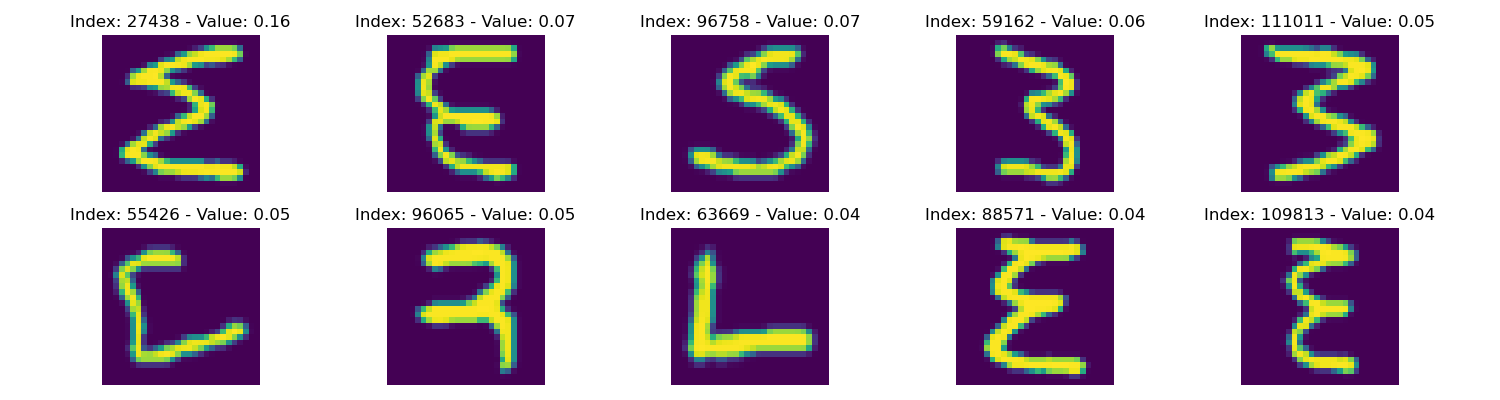 Index: 27438 - Value: 0.16 Index: 52683 - Value: 0.07 Index: 96758 - Value: 0.07 Index: 59162 - Value: 0.06 Index: 111011 - Value: 0.05
E E S 3 3
Index: 55426 - Value: 0.05 Index: 96065 - Value: 0.05 Index: 63669 - Value: 0.04 Index: 88571 - Value: 0.04 Index: 109813 - Value: 0.04
L E E